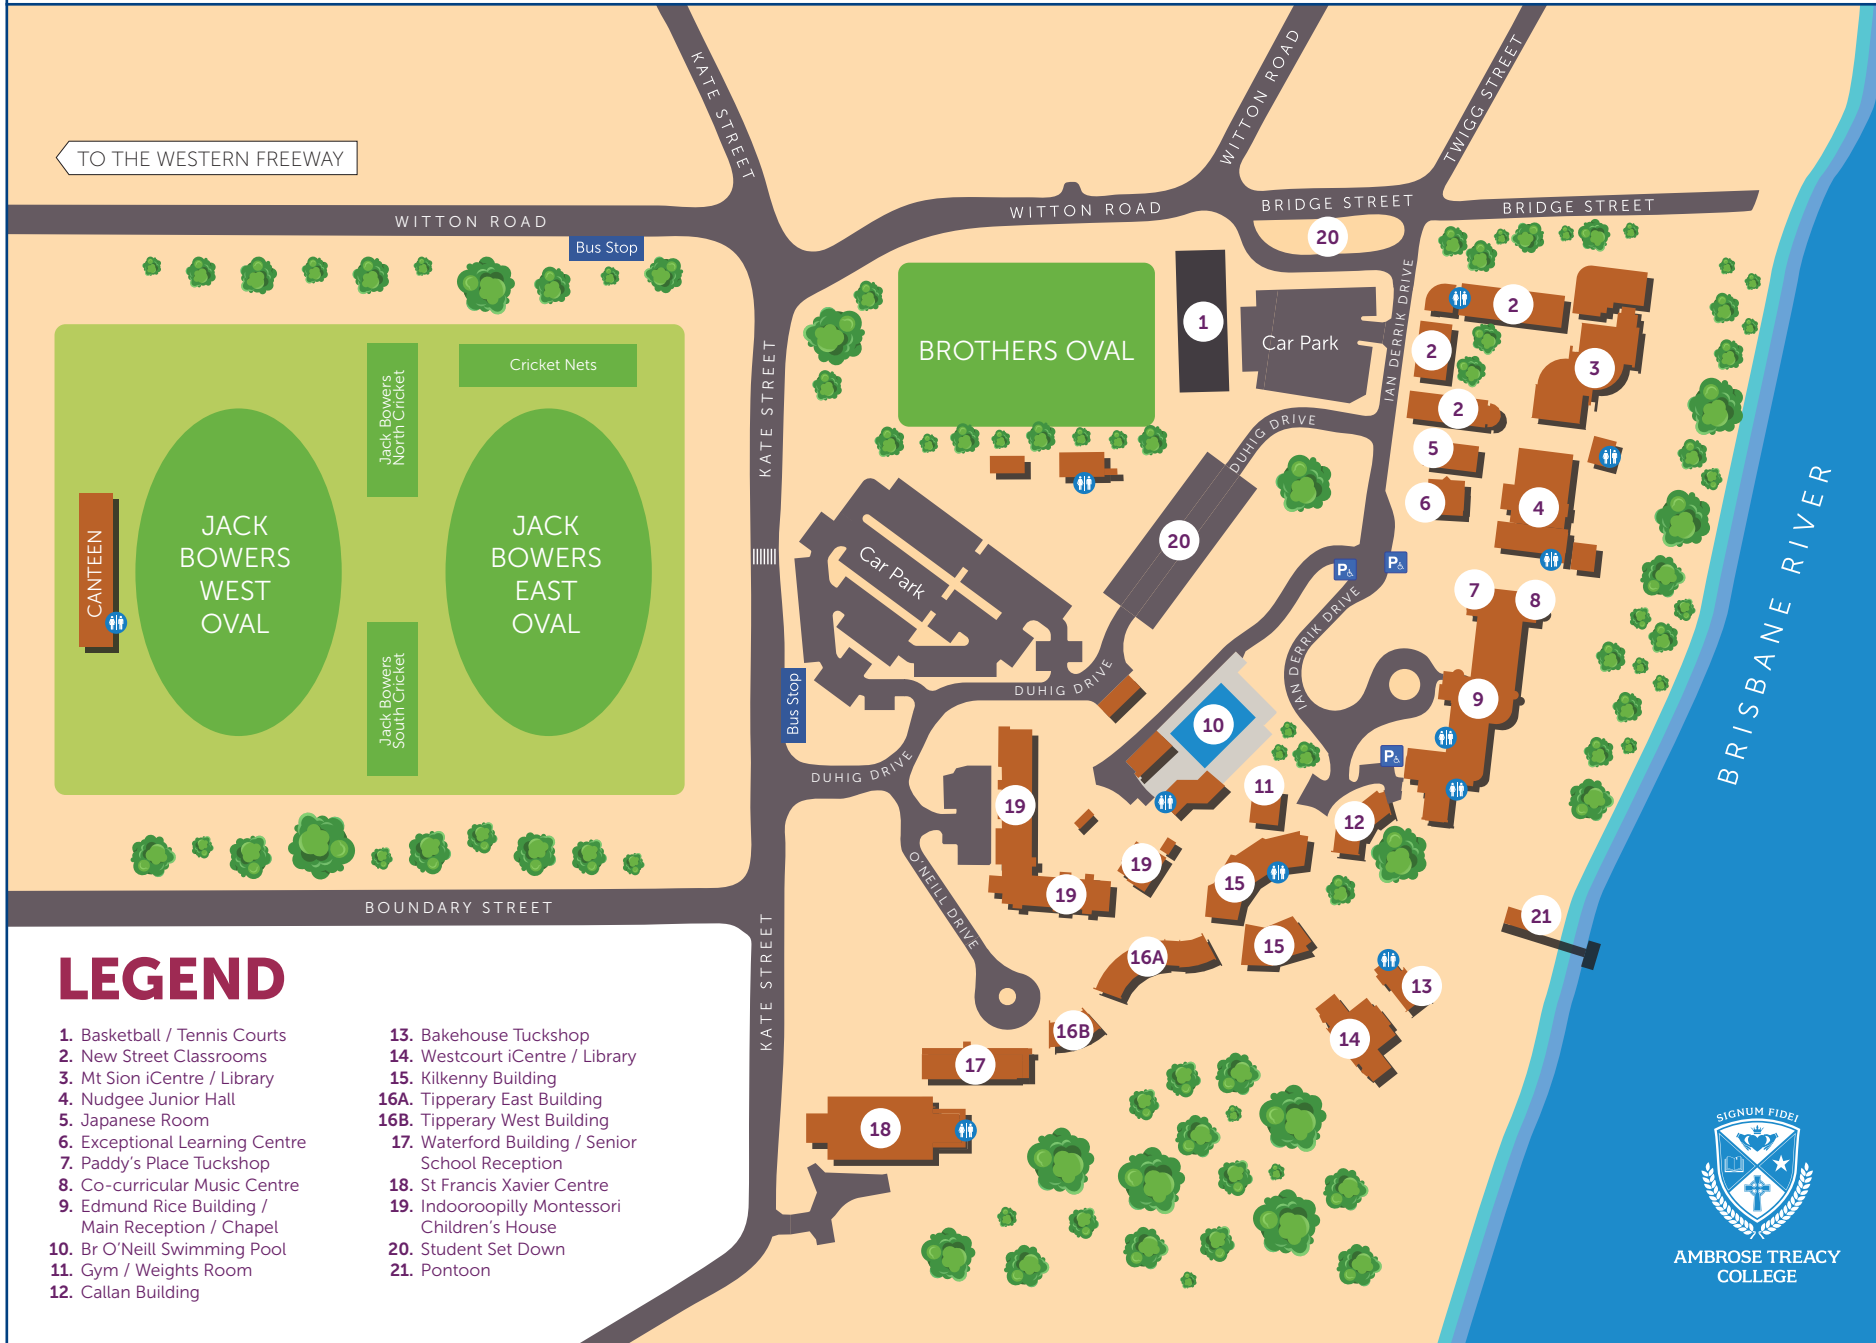 KATE STREET
WITTON ROAD
TWIGG STREET
TO THE WESTERN FREEWAY
WITTON ROAD
WITTON ROAD
BRIDGE STREET
BRIDGE STREET
Bus Stop
20
IAN DERRIK DRIVE
2
1
Car Park
2
3
BROTHERS OVAL
Cricket Nets
Jack Bowers
North Cricket
KATE STREET
2
DUHIG DRIVE
5
6
4
CANTEEN
JACK
BOWERS
WEST
OVAL
JACK
BOWERS
EAST
OVAL
Car Park
20
P
P
7
8
IAN DERRIK DRIVE
BRISBANE RIVER
Jack Bowers
South Cricket
Bus Stop
DUHIG DRIVE
9
10
P
DUHIG DRIVE
11
19
12
O'NEILL DRIVE
19
19
15
BOUNDARY STREET
21
KATE STREET
16A
15
13
16B
14
17
18
LEGEND
1. Basketball / Tennis Courts
2. New Street Classrooms
3. Mt Sion iCentre / Library
4. Nudgee Junior Hall
5. Japanese Room
6. Exceptional Learning Centre
7. Paddy's Place Tuckshop
8. Co-curricular Music Centre
9. Edmund Rice Building /
Main Reception / Chapel
10. Br O'Neill Swimming Pool
11. Gym / Weights Room
12. Callan Building
13. Bakehouse Tuckshop
14. Westcourt iCentre / Library
15. Kilkenny Building
16A. Tipperary East Building
16B. Tipperary West Building
17. Waterford Building / Senior
School Reception
18. St Francis Xavier Centre
19. Indooroopilly Montessori
Children's House
20. Student Set Down
21. Pontoon
SIGNUM FIDEI
AMBROSE TREACY
COLLEGE